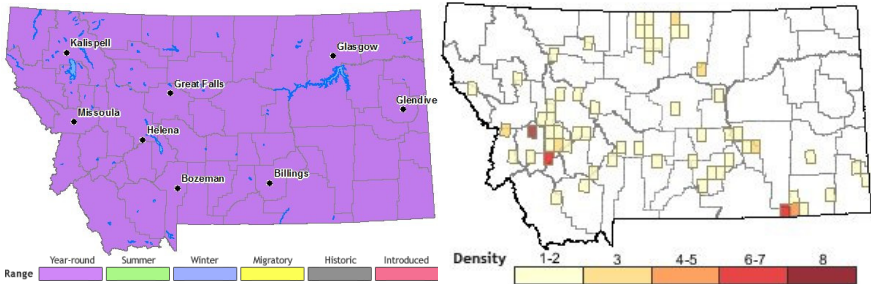 Kalispell
Glasgow
Great Falls
Glendive
Missoula
Helena
Bozeman
Billings
Year-round Summer Winter Migratory Historic Introduced
Range
Density 1-2 3 4-5 6-7 8